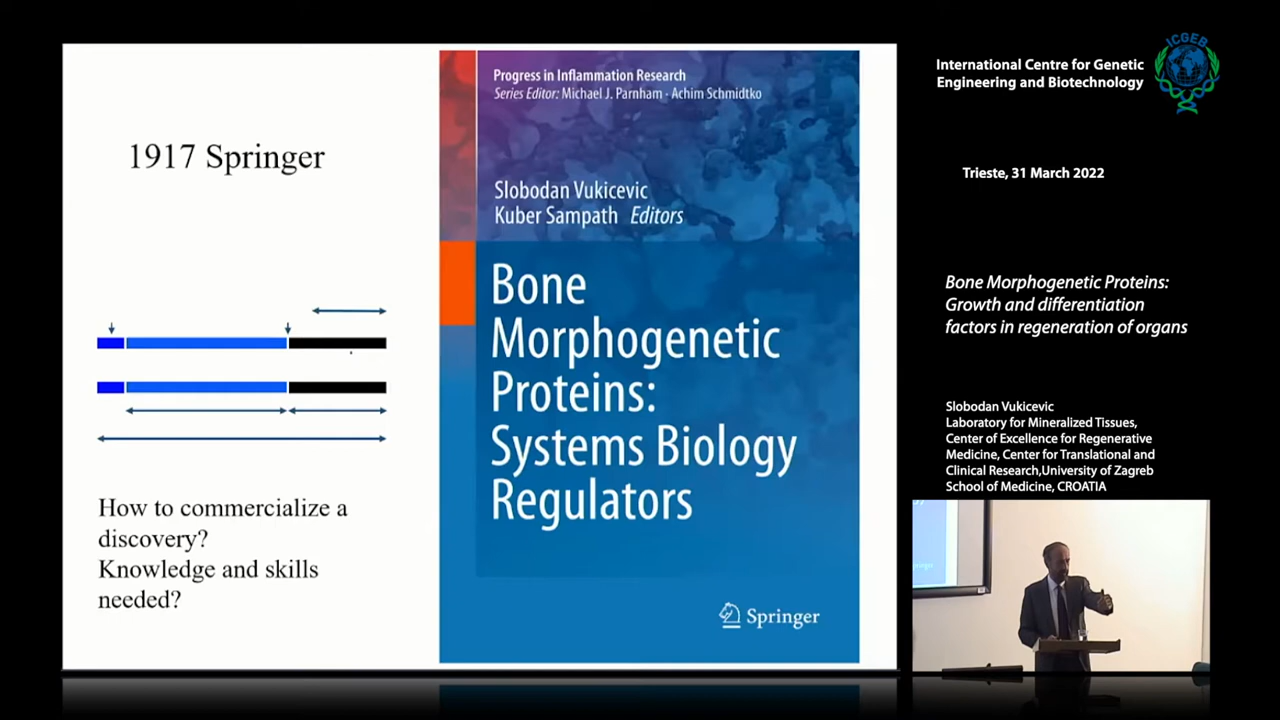 1917 Springer
How to commercialize a
discovery?
Knowledge and skills
needed?
Progress in Inflammation Research
Series Editor: Michael J. Parnham · Achim Schmidtko
Slobodan Vukicevic
Kuber Sampath Editors
Bone
Morphogenetic
Proteins:
Systems Biology
Regulators
Springer
International Centre for Genetic
Engineering and Biotechnology
ICGEB
Trieste, 31 March 2022
Bone Morphogenetic Proteins:
Growth and differentiation
factors in regeneration of organs
Slobodan Vukicevic
Laboratory for Mineralized Tissues,
Center of Excellence for Regenerative
Medicine, Center for Translational and
Clinical Research,University of Zagreb
School of Medicine, CROATIA